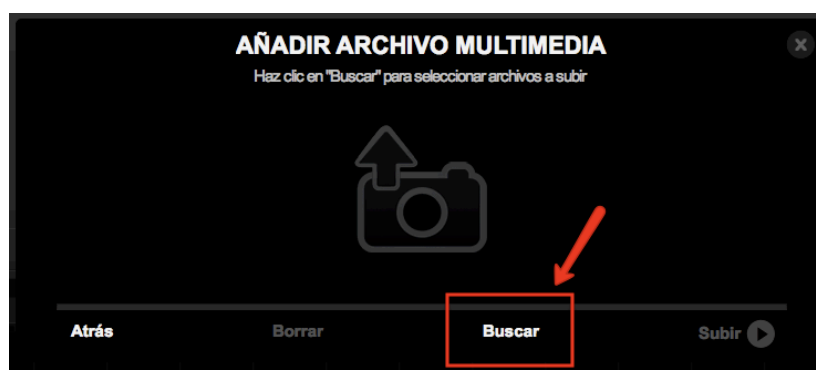 AÑADIR ARCHIVO MULTIMEDIA
Haz clic en "Buscar" para seleccionar archivos a subir
Atrás Borrar Buscar Subir